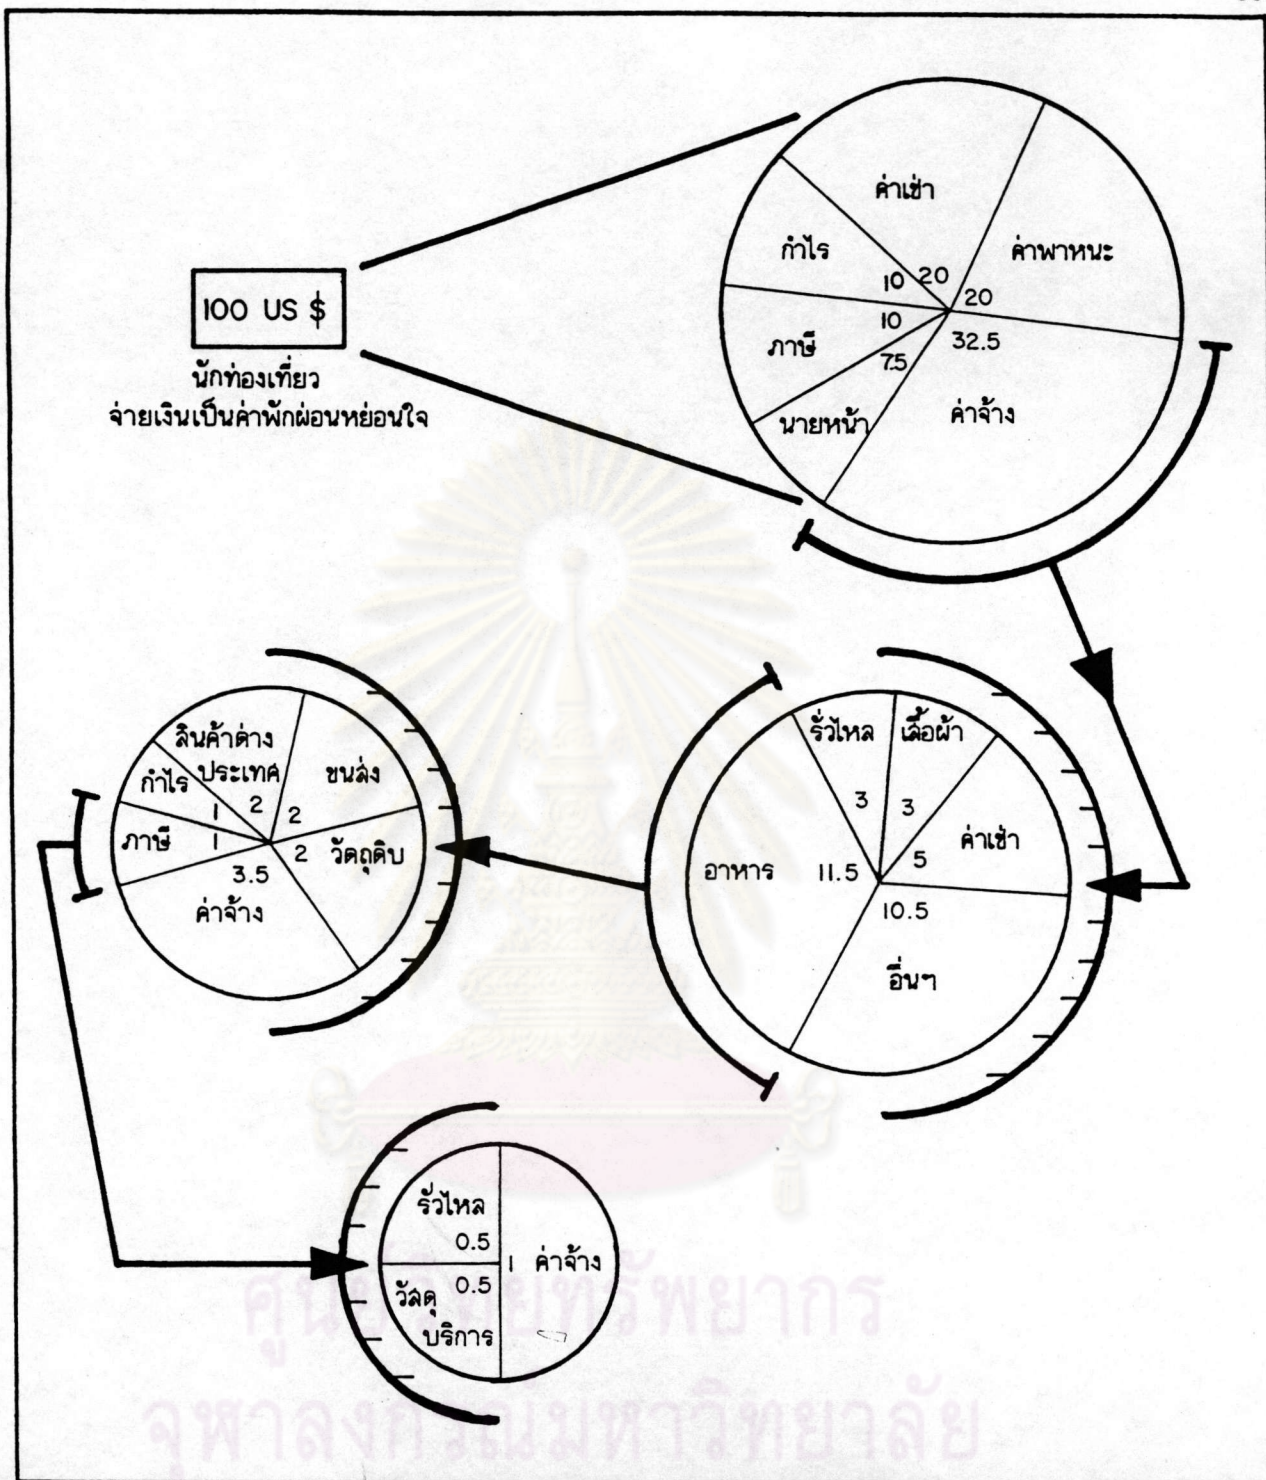 100 US $
นักท่องเที่ยว
จ่ายเงินเป็นค่าพักผ่อนหย่อนใจ
ค่าเช่า
20
ค่าพาหนะ
20
กำไร
10
ภาษี
10
นายหน้า
7.5
ค่าจ้าง
32.5
รั่วไหล
3
เสื้อผ้า
3
ค่าเช่า
5
อาหาร 11.5
10.5
อื่นๆ
สินค้าต่าง
ประเทศ
2
ขนส่ง
2
กำไร
1
ภาษี
1
วัตถุดิบ
2
3.5
ค่าจ้าง
รั่วไหล
0.5
1 ค่าจ้าง
วัสดุ 0.5
บริการ
ศูนย์วิทยทรัพยากร
จุฬาลงกรณ์มหาวิทยาลัย